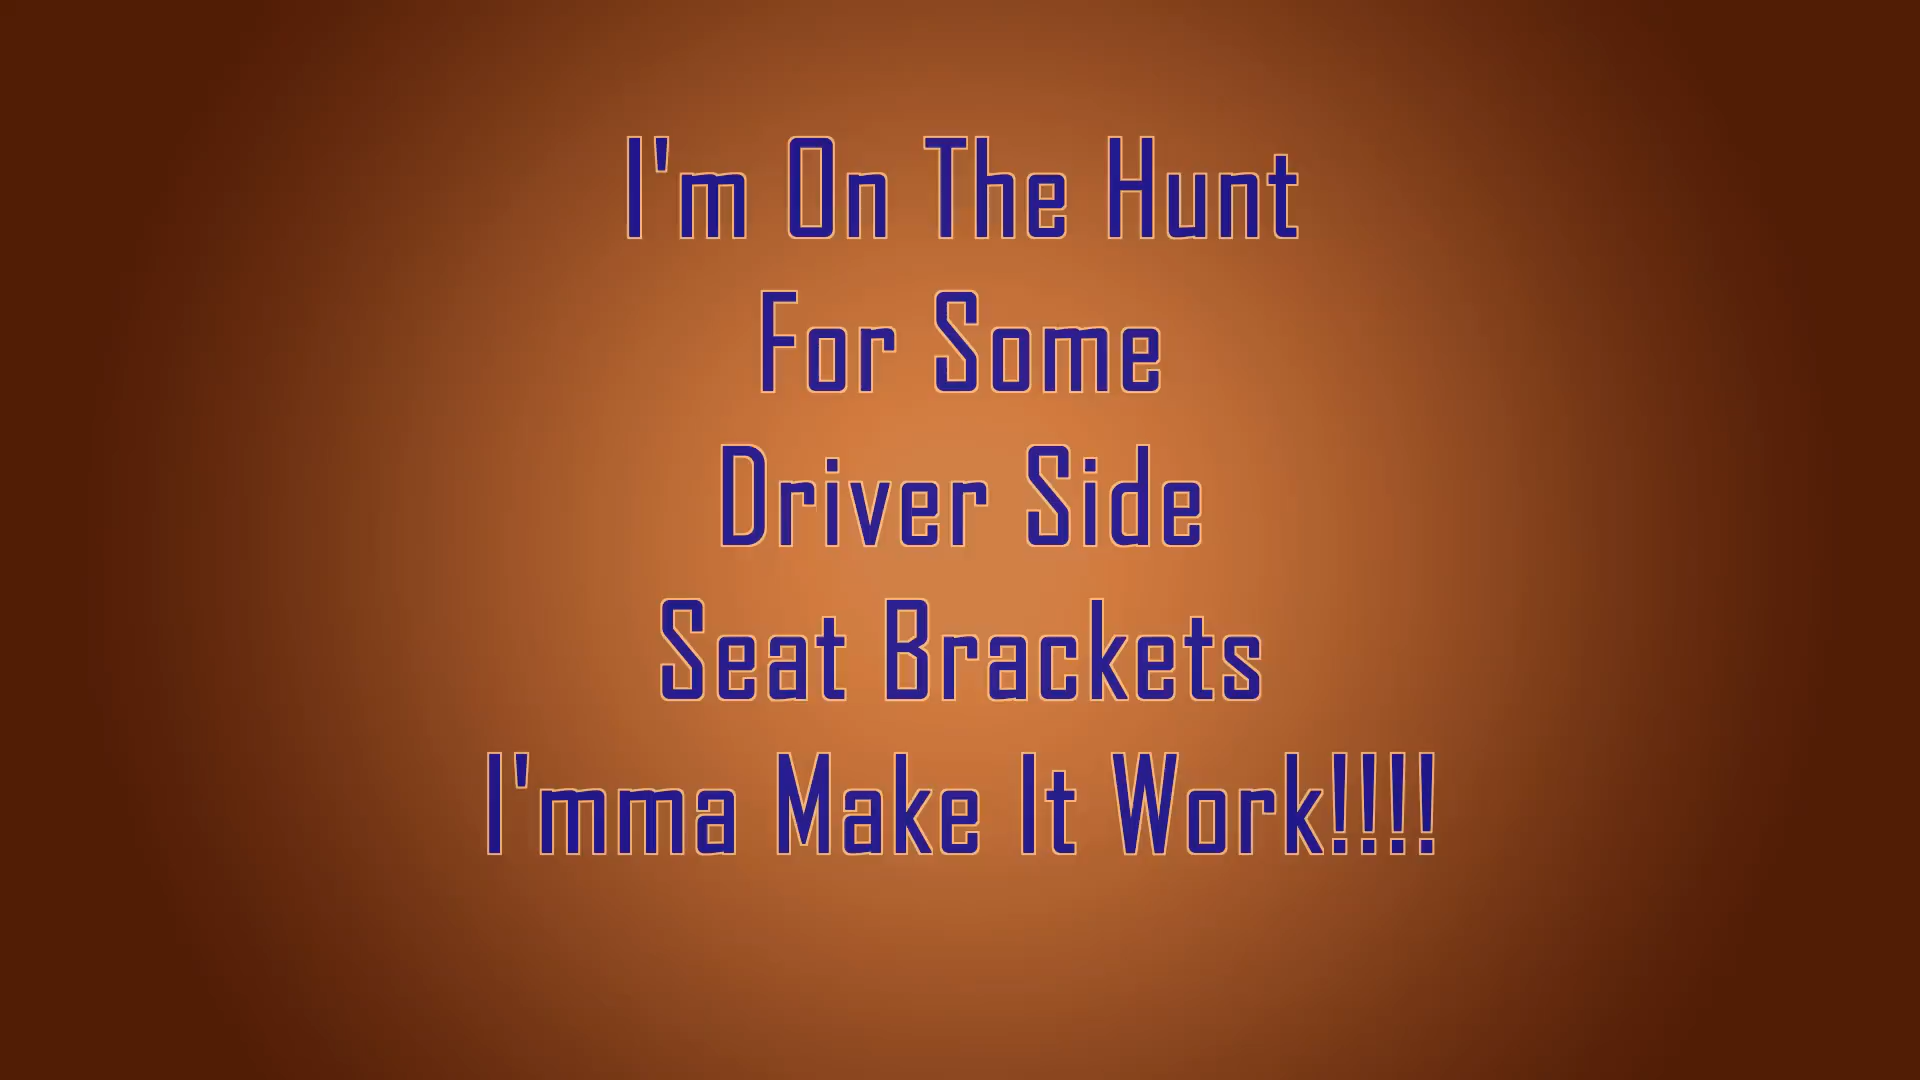 I'm On The Hunt
For Some
Driver Side
Seat Brackets
I'mma Make It Work!!!!